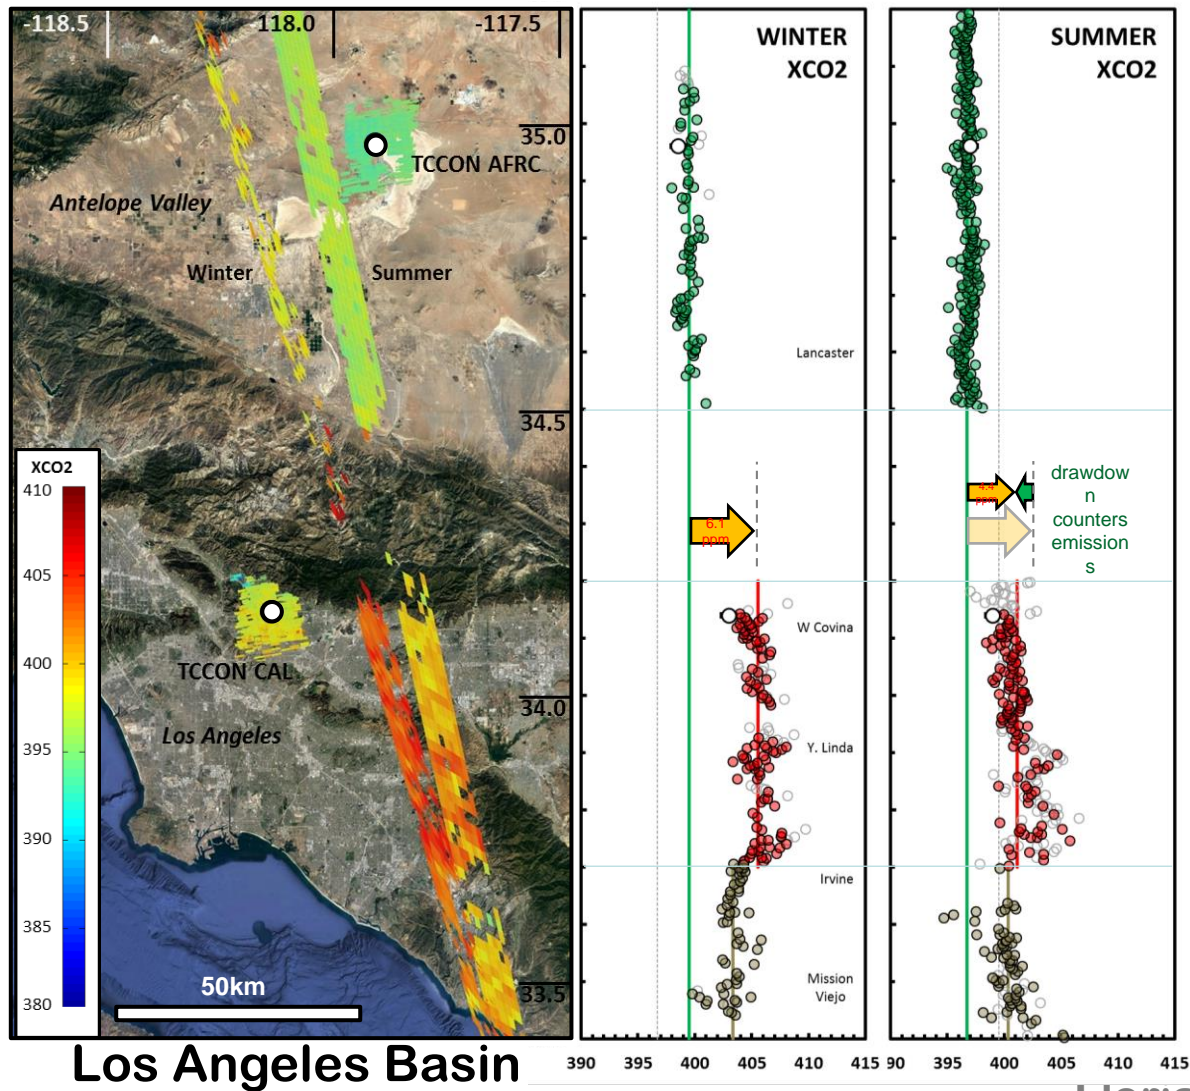 -118.5
118.0
-117.5
35.0
TCCON AFRC
Antelope Valley
Winter
Summer
34.5
XCO2
410
405
400
395
390
385
380
TCCON CAL
34.0
Los Angeles
33.5
50km
Los Angeles Basin
WINTER
XCO2
Lancaster
6.1
ppm
W Covina
Y. Linda
Irvine
Mission
Viejo
390
400
405
410
415
SUMMER
XCO2
4.4
ppm
drawdow
n
counters
emission
s
90
400
405
410
415